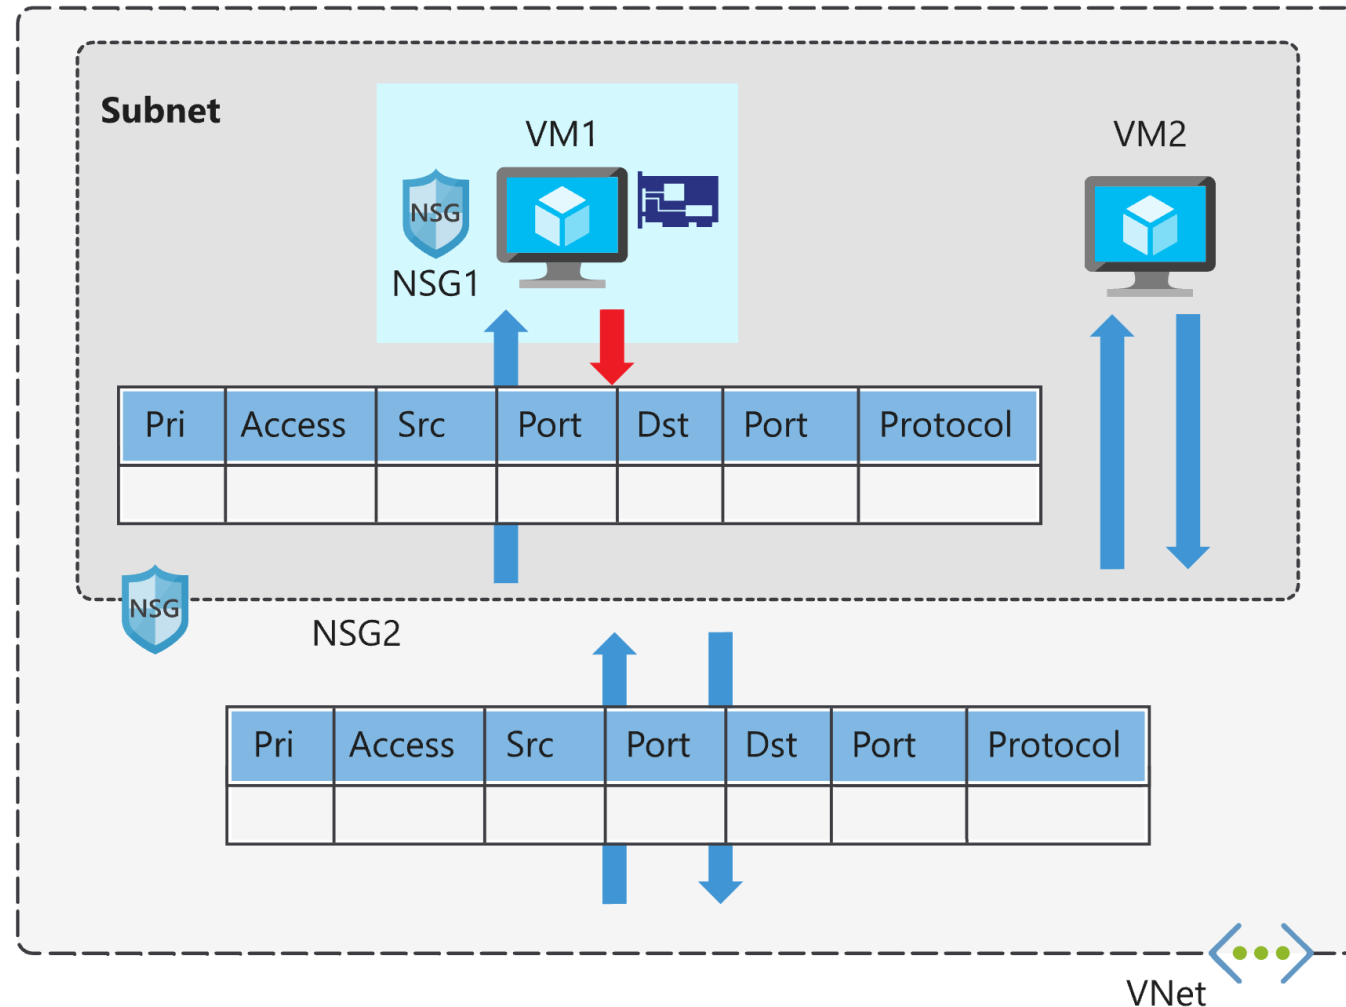 Subnet
VM1
VM2
NSG
NSG1
Pri Access Src Port Dst Port Protocol
NSG
NSG2
Pri Access Src Port Dst Port Protocol
VNet